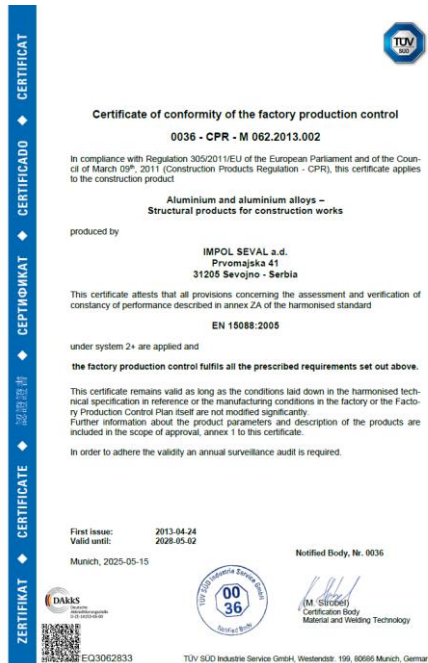 TÜV
SÜD
Certificate of conformity of the factory production control
0036 - CPR - M 062.2013.002
In compliance with Regulation 305/2011/EU of the European Parliament and of the Coun-
cil of March 09th, 2011 (Construction Products Regulation - CPR), this certificate applies
to the construction product
Aluminium and aluminium alloys –
Structural products for construction works
produced by
IMPOL SEVAL a.d.
Prvomajska 41
31205 Sevojno - Serbia
This certificate attests that all provisions concerning the assessment and verification of
constancy of performance described in annex ZA of the harmonised standard
EN 15088:2005
under system 2+ are applied and
the factory production control fulfils all the prescribed requirements set out above.
This certificate remains valid as long as the conditions laid down in the harmonised tech-
nical specification in reference or the manufacturing conditions in the factory or the Facto-
ry Production Control Plan itself are not modified significantly.
Further information about the product parameters and description of the products are
included in the scope of approval, annex 1 to this certificate.
In order to adhere the validity an annual surveillance audit is required.
First issue: 2013-04-24
Valid until: 2028-05-02
Munich, 2025-05-15
Notified Body, Nr. 0036
TÜV SÜD Industrie Service GmbH
00
36
Notified Body
(M. Strobel)
Certification Body
Material and Welding Technology
DAkkS
Deutsche
Akkreditierungsstelle
EQ3062833
TÜV SÜD Industrie Service GmbH, Westendstr. 199, 80686 Munich, German
ZERTIFIKAT ◆ CERTIFICATE ◆ ◆ СЕРТИФИКАТ ◆ CERTIFICADO ◆ CERTIFICAT